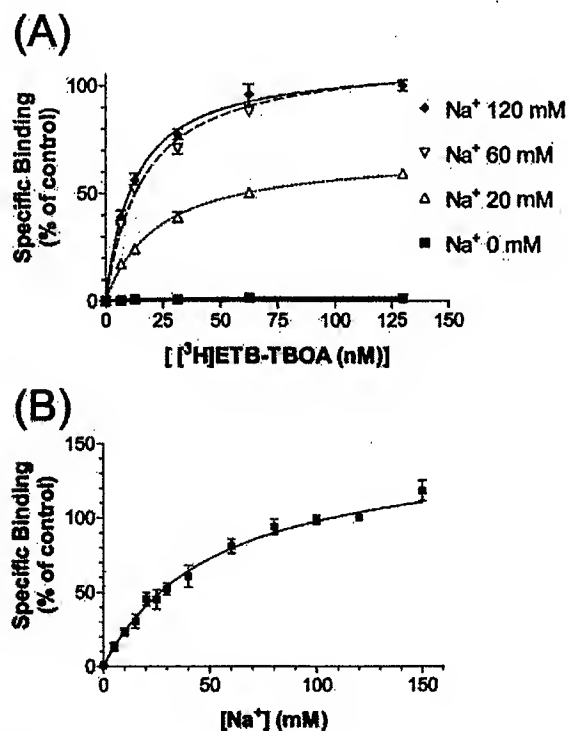 (A)
Specific Binding
(% of control)
100
50
0
0 25 50 75 100 125 150
[ [³H]ETB-TBOA (nM)]
Na⁺ 120 mM
Na⁺ 60 mM
Na⁺ 20 mM
Na⁺ 0 mM
(B)
Specific Binding
(% of control)
150
100
50
0
0 50 100 150
[Na⁺] (mM)